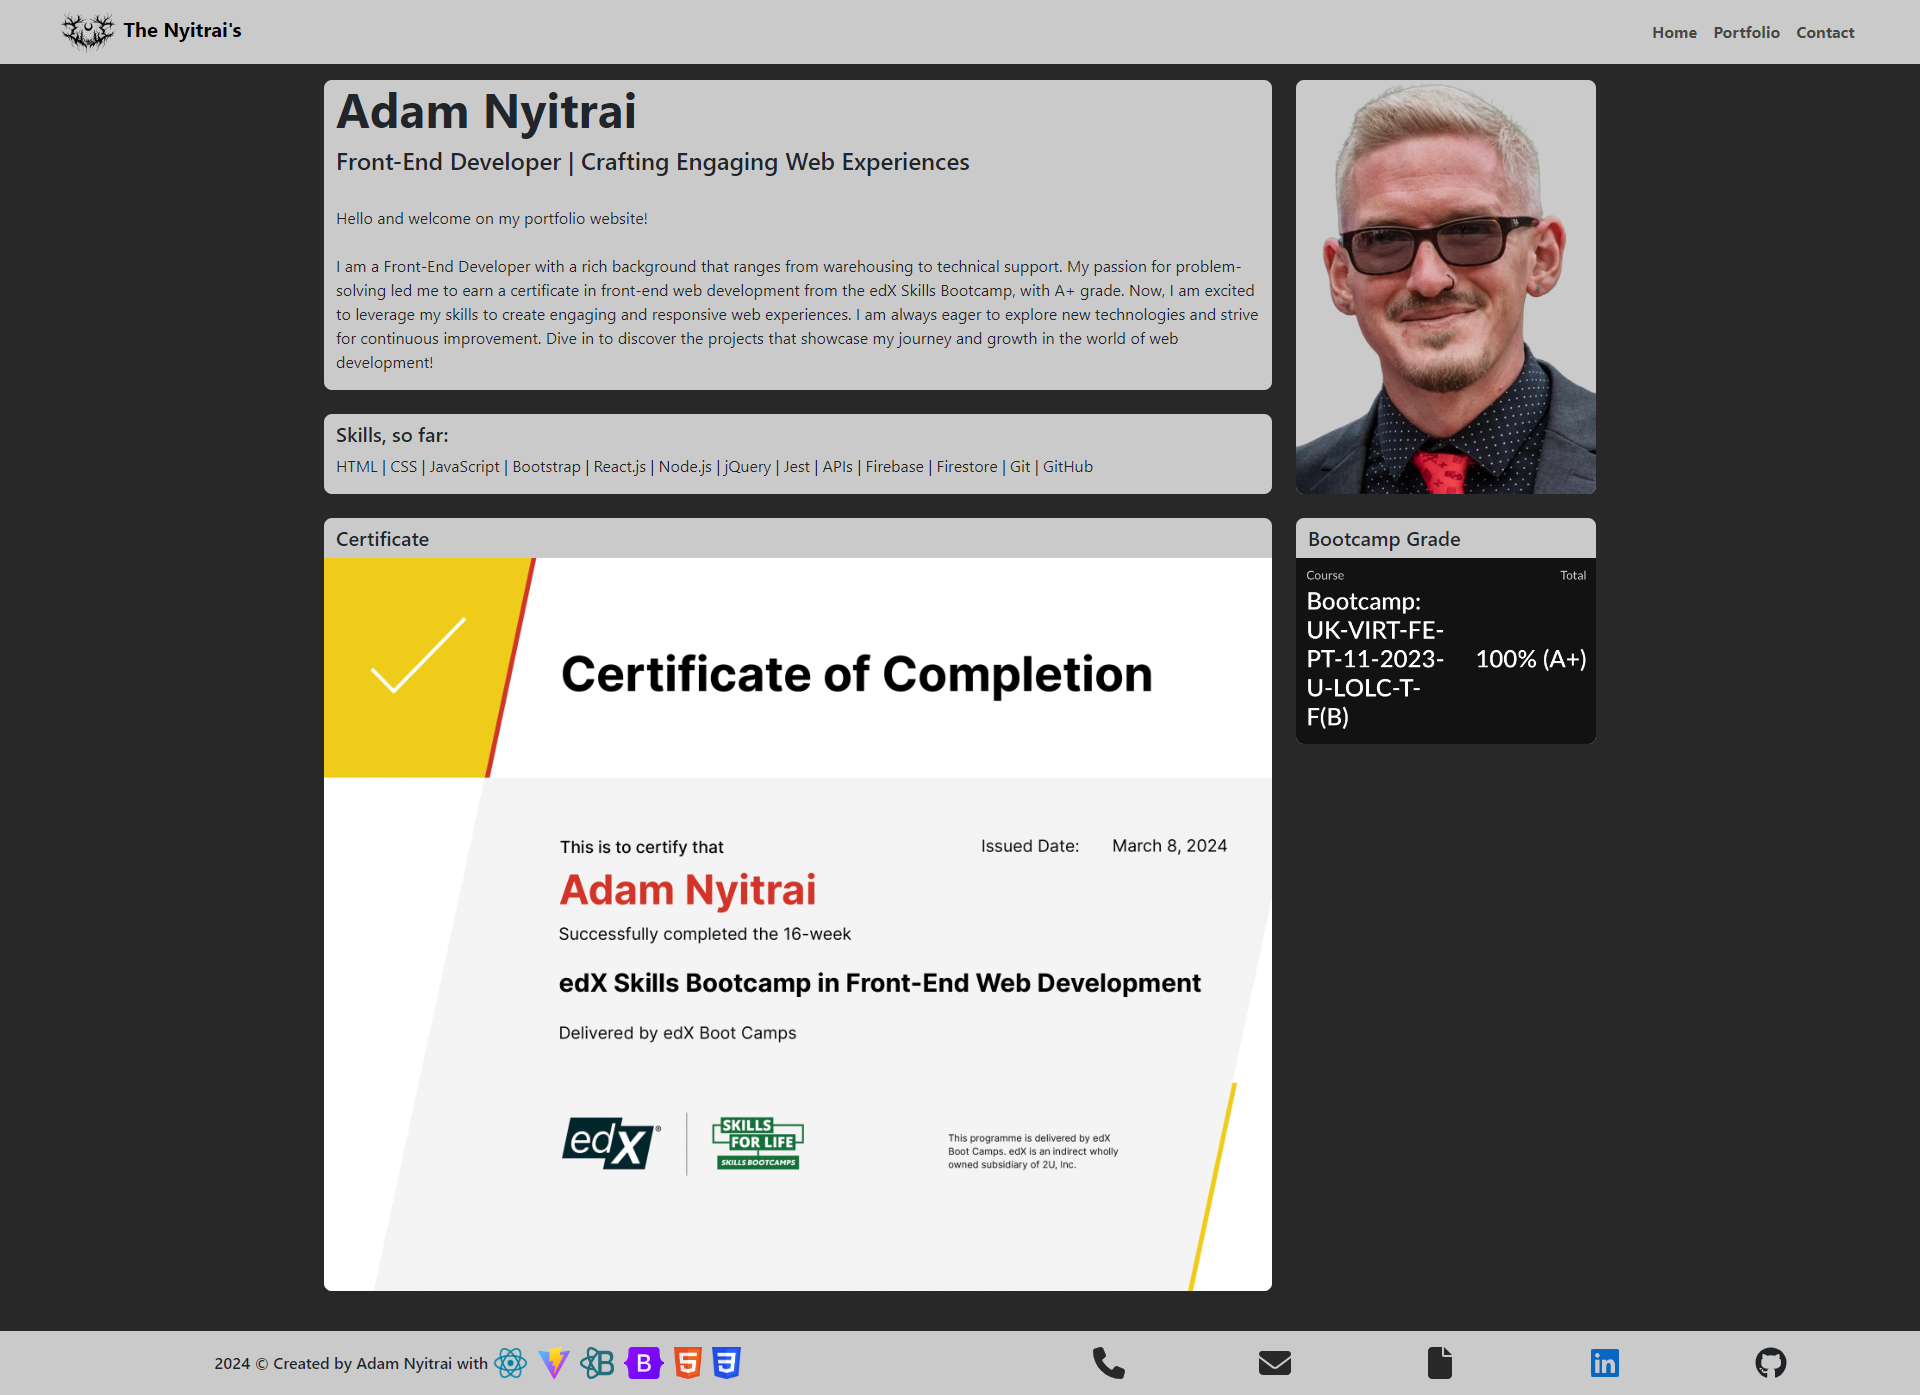 The Nyitrai's
Home Portfolio Contact
Adam Nyitrai
Front-End Developer | Crafting Engaging Web Experiences
Hello and welcome on my portfolio website!
I am a Front-End Developer with a rich background that ranges from warehousing to technical support. My passion for problem-
solving led me to earn a certificate in front-end web development from the edX Skills Bootcamp, with A+ grade. Now, I am excited
to leverage my skills to create engaging and responsive web experiences. I am always eager to explore new technologies and strive
for continuous improvement. Dive in to discover the projects that showcase my journey and growth in the world of web
development!
Skills, so far:
HTML | CSS | JavaScript | Bootstrap | React.js | Node.js | jQuery | Jest | APIs | Firebase | Firestore | Git | GitHub
Certificate
Certificate of Completion
This is to certify that
Issued Date: March 8, 2024
Adam Nyitrai
Successfully completed the 16-week
edX Skills Bootcamp in Front-End Web Development
Delivered by edX Boot Camps
edX®
SKILLS
FOR LIFE
SKILLS BOOTCAMPS
This programme is delivered by edX
Boot Camps. edX is an indirect wholly
owned subsidiary of 2U, Inc.
Bootcamp Grade
Course Total
Bootcamp:
UK-VIRT-FE-
PT-11-2023-
U-LOLC-T-
F(B)
100% (A+)
2024 © Created by Adam Nyitrai with
B
B
5
3
in